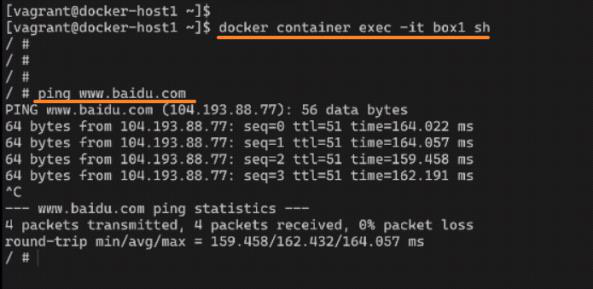 [vagrant@docker-host1 ~]$
[vagrant@docker-host1 ~]$ docker container exec -it box1 sh
/ #
/ #
/ #
/ # ping www.baidu.com
PING www.baidu.com (104.193.88.77): 56 data bytes
64 bytes from 104.193.88.77: seq=0 ttl=51 time=164.022 ms
64 bytes from 104.193.88.77: seq=1 ttl=51 time=164.057 ms
64 bytes from 104.193.88.77: seq=2 ttl=51 time=159.458 ms
64 bytes from 104.193.88.77: seq=3 ttl=51 time=162.191 ms
^C
--- www.baidu.com ping statistics ---
4 packets transmitted, 4 packets received, 0% packet loss
round-trip min/avg/max = 159.458/162.432/164.057 ms
/ #